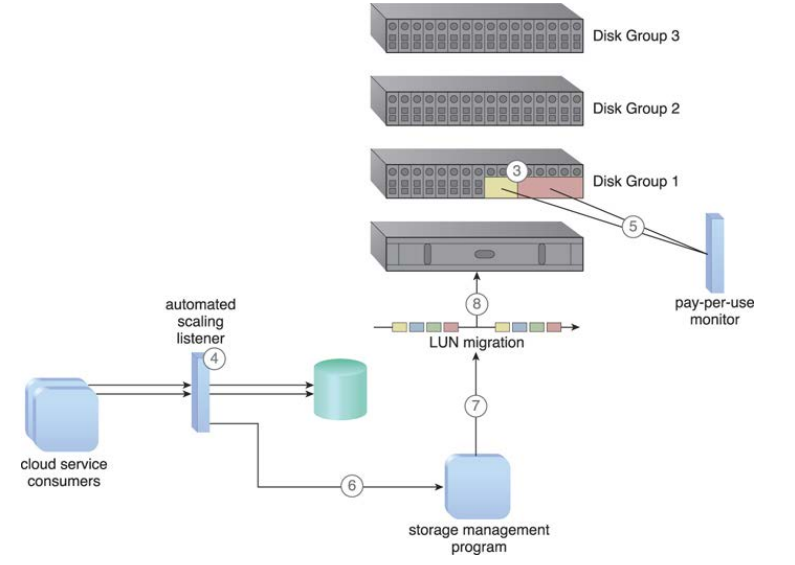 Disk Group 3
Disk Group 2
3
Disk Group 1
5
8
pay-per-use
monitor
automated
scaling
listener
LUN migration
4
7
cloud service
consumers
6
storage management
program